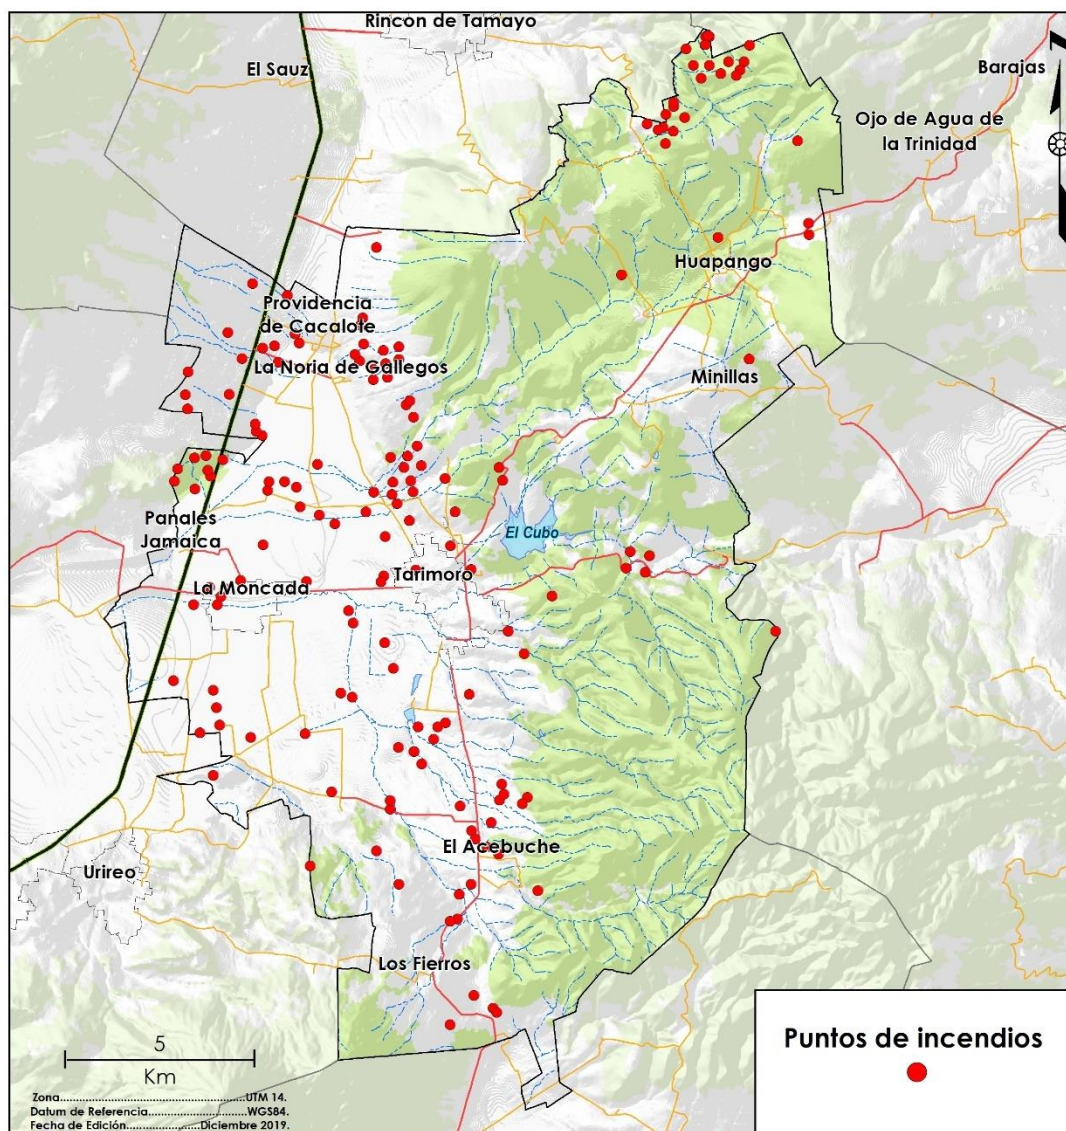 Rincón de Tamayo
El Sauz
Barajas
Ojo de Agua de
la Trinidad
Huapango
Providencia
de Cacalote
La Noria de Gallegos
Minillas
Panales
Jamaica
El Cubo
Tarimoro
La Moncada
El Acebuche
Urireo
Los Fierros
5
Km
Puntos de incendios
Zona...............................................UTM 14.
Datum de Referencia.........................WGS84.
Fecha de Edición......................Diciembre 2019.